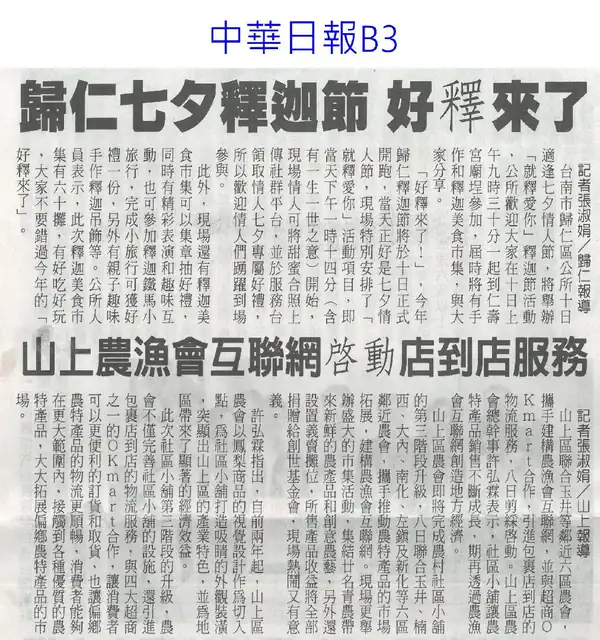 中華日報B3
歸仁七夕釋迦節 好釋來了
記者張淑娟╱歸仁報導
台南市歸仁區公所十日
適逢七夕情人節，將舉辦
「就釋愛你」釋迦節活動
，公所歡迎大家在十日上
午九時三十分一起到仁壽
宮廟埕參加，屆時將有手
作和釋迦美食市集，與大
家分享。
「好釋來了！」，今年
歸仁釋迦節將於十日正式
開跑，當天正好是七夕情
人節，現場特別安排了「
就釋愛你」活動項目，即
當天下午一時十四分（含
有一生一世之意）開始，
現場情人可將甜蜜合照上
傳社群平台，並於服務台
領取情人七夕專屬好禮，
所以歡迎情人們踴躍到場
參與。
此外，現場還有釋迦美
食市集可以集章抽好禮，
同時有精彩表演和趣味互
動，也可參加釋迦鐵馬小
旅行，完成小旅行可獲好
禮一份，另外有親子趣味
手作釋迦吊飾等。公所人
員表示，此次釋迦美食市
集有六十攤，有好吃好玩
，大家不要錯過今年的「
好釋來了」。
山上農漁會互聯網啓動店到店服務
記者張淑娟╱山上報導
山上區聯合玉井等鄰近六區農會，
攜手建構農漁會互聯網，並與超商Ｏ
Ｋmart合作，引進包裹店到店的
物流服務，八日剪綵啓動。山上區農
會總幹事許弘霖表示，社區小舖讓農
特產品銷售不斷成長，期再透過農漁
會互聯網創造地方經濟。
山上區農會即將完成農村社區小舖
的第三階段升級，八日聯合玉井、楠
西、大內、南化、左鎮及新化等六區
鄰近農會，攜手推動農特產品的市場
拓展，建構農漁會互聯網。現場更舉
辦盛大的市集活動，集結廿名青農帶
來新鮮的農產品和創意農藝，另外還
設置義賣攤位，所售產品收益將全部
捐贈給創世基金會，現場熱鬧又有意
義。
許弘霖指出，自前兩年起，山上區
農會以鳳梨商品的視覺設計作為切入
點，為社區小舖打造吸睛的外觀裝潢
，突顯出山上區的產業特色，並為地
區帶來了顯著的經濟效益。
此次社區小舖第三階段的升級，農
會不僅完善社區小舖的設施，還引進
包裹店到店的物流服務，與四大超商
之一的OKmart合作，讓消費者
可以更便利的訂貨和取貨，也讓偏鄉
農特產品的物流更順暢，消費者能夠
在更大範圍內，接觸到各種優質的農
特產品，大大拓展偏鄉農特產品的市
場。